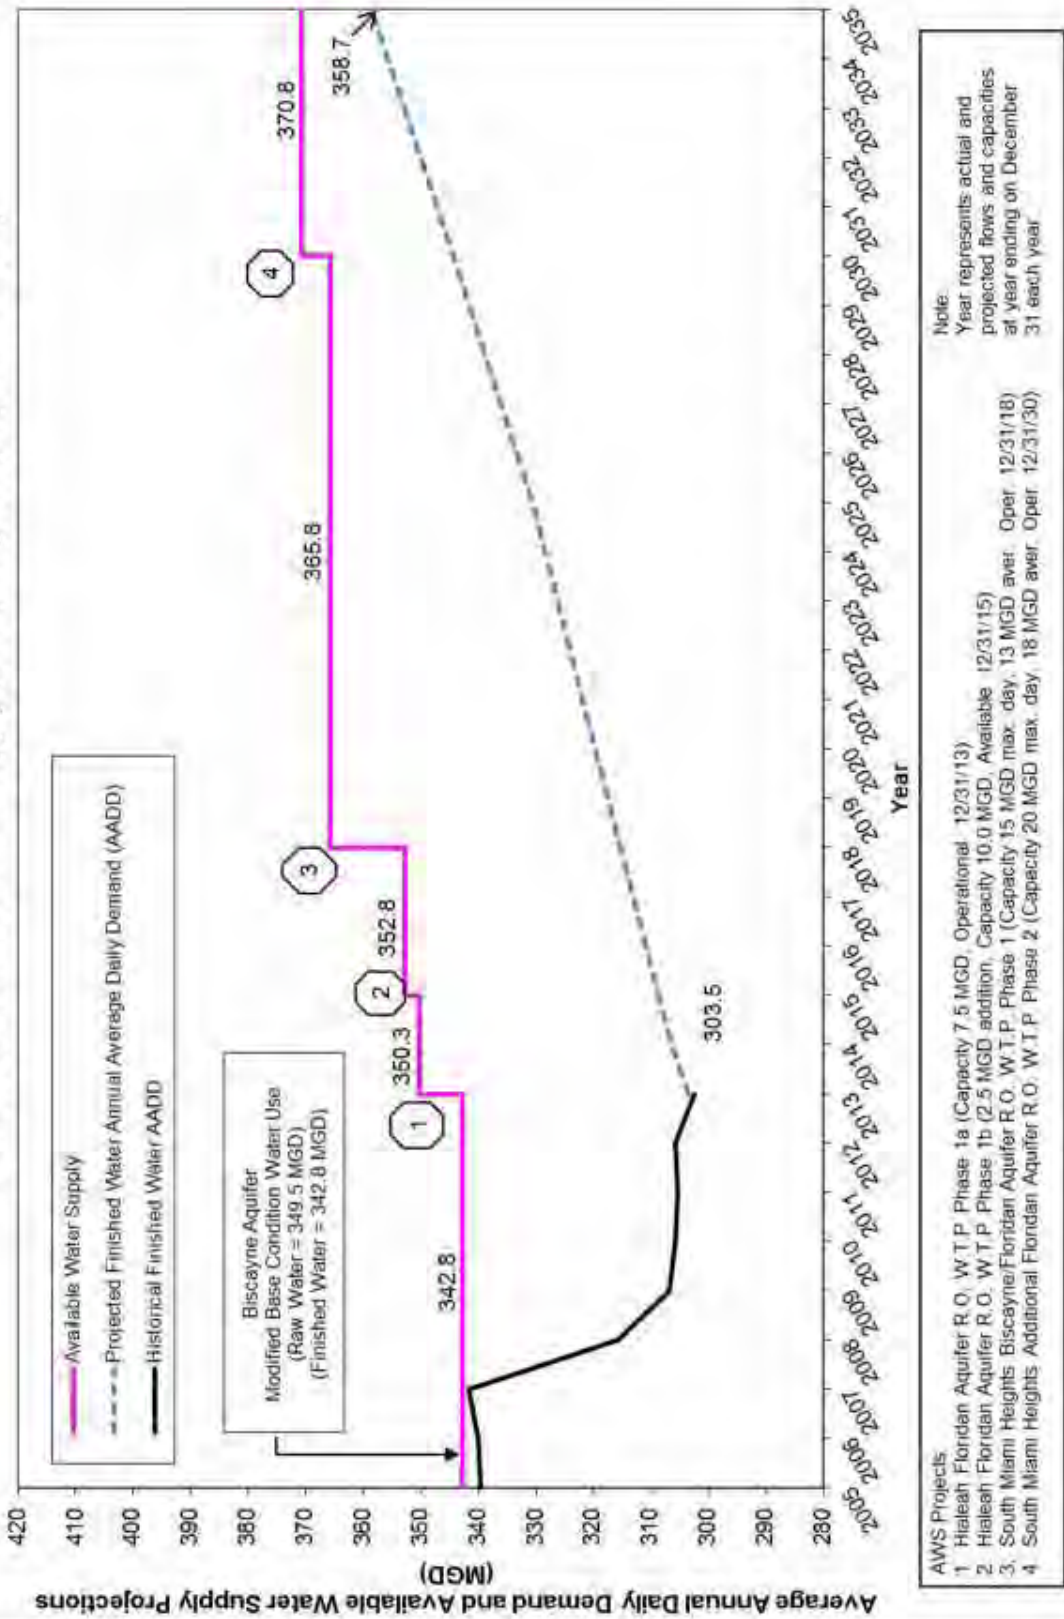 Average Annual Daily Demand and Available Water Supply Projections
(MGD)
420
410
400
390
380
370
360
350
340
330
320
310
300
290
280
Available Water Supply
Projected Finished Water Annual Average Daily Demand (AADD)
Historical Finished Water AADD
Biscayne Aquifer
Modified Base Condition Water Use
(Raw Water = 349.5 MGD)
(Finished Water = 342.8 MGD)
342.8
1
350.3
2
352.8
3
365.8
4
370.8
358.7
303.5
2005
2006
2007
2008
2009
2010
2011
2012
2013
2014
2015
2016
2017
2018
2019
2020
2021
2022
2023
2024
2025
2026
2027
2028
2029
2030
2031
2032
2033
2034
2035
Year
AWS Projects
1 Hialeah Floridan Aquifer R.O. W.T.P. Phase 1a (Capacity 7.5 MGD, Operational 12/31/13)
2 Hialeah Floridan Aquifer R.O. W.T.P. Phase 1b (2.5 MGD addition, Capacity 10.0 MGD, Available 12/31/15)
3. South Miami Heights Biscayne/Floridan Aquifer R.O. W.T.P. Phase 1 (Capacity 15 MGD max. day, 13 MGD aver. Oper. 12/31/18)
4 South Miami Heights Additional Floridan Aquifer R.O. W.T.P. Phase 2 (Capacity 20 MGD max. day, 18 MGD aver. Oper. 12/31/30)
Note:
Year represents actual and
projected flows and capacities
at year ending on December
31 each year